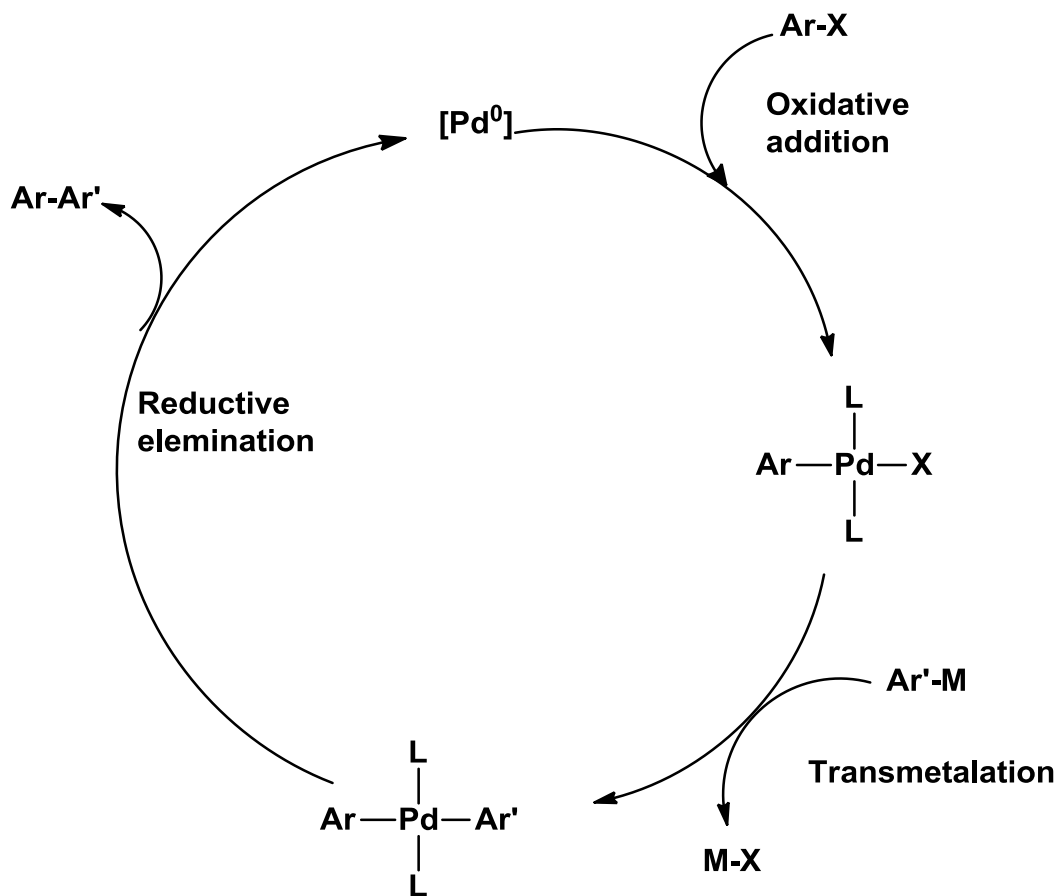 Ar-X
Oxidative
addition
[Pd⁰]
Ar-Ar'
Reductive
elemination
L
Ar—Pd—X
L
Ar'-M
Transmetalation
M-X
L
Ar—Pd—Ar'
L